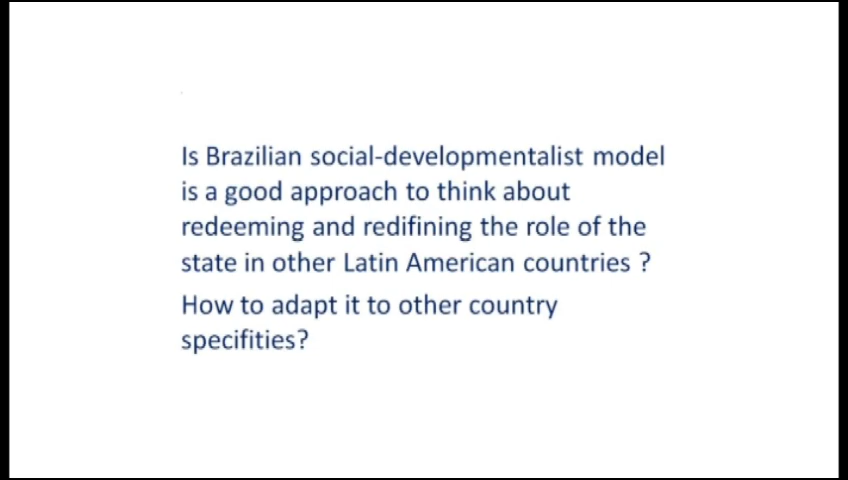 Is Brazilian social-developmentalist model
is a good approach to think about
redeeming and redifining the role of the
state in other Latin American countries ?
How to adapt it to other country
specifities?